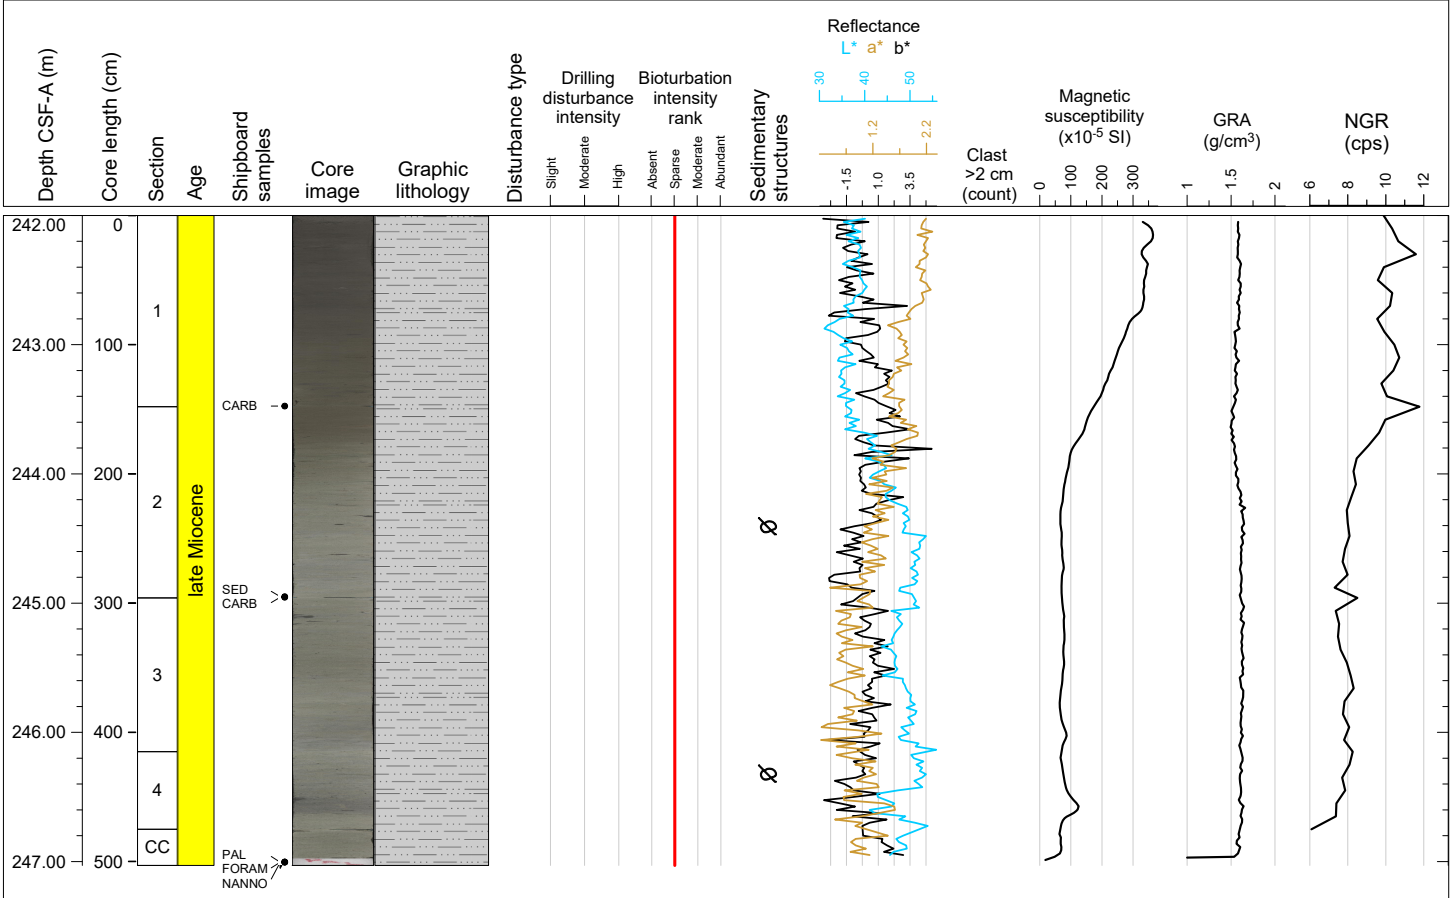 Depth CSF-A (m)
Core length (cm)
Section
Age
Shipboard
samples
Core
image
Graphic
lithology
Disturbance type
Drilling
disturbance
intensity
Slight
Moderate
High
Bioturbation
intensity
rank
Absent
Sparse
Moderate
Abundant
Sedimentary
structures
Reflectance
L* a* b*
30 40 50
1.2 2.2
-1.5 1.0 3.5
Clast
>2 cm
(count)
Magnetic
susceptibility
(x10-5 SI)
0 100 200 300
GRA
(g/cm3)
1 1.5 2
NGR
(cps)
6 8 10 12
242.00 0
1
243.00 100
CARB
244.00 200
2
late Miocene
SED
CARB
245.00 300
3
246.00 400
4
CC
247.00 500
PAL
FORAM
NANNO